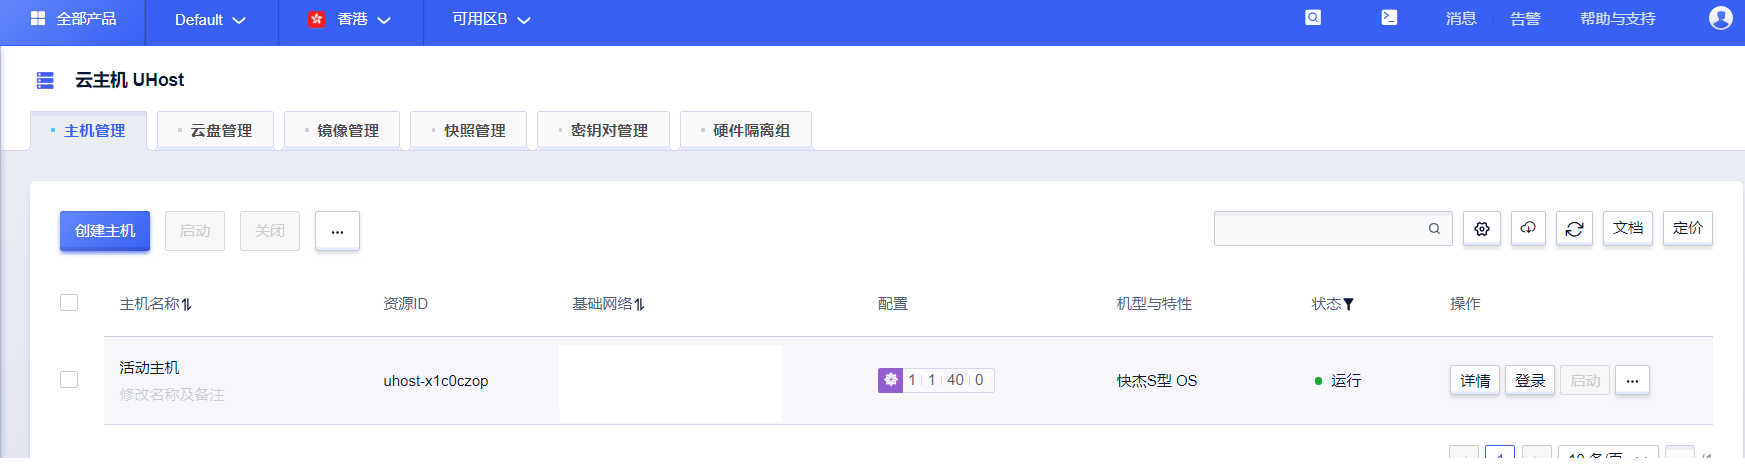 全部产品 Default 香港 可用区B 消息 告警 帮助与支持
云主机 UHost
主机管理 云盘管理 镜像管理 快照管理 密钥对管理 硬件隔离组
创建主机 启动 关闭 ... 文档 定价
主机名称 资源ID 基础网络 配置 机型与特性 状态 操作
活动主机
修改名称及备注
uhost-x1c0czop 1 1 40 0 快杰S型 OS 运行 详情 登录 启动 ...
1 10 条/页 /1